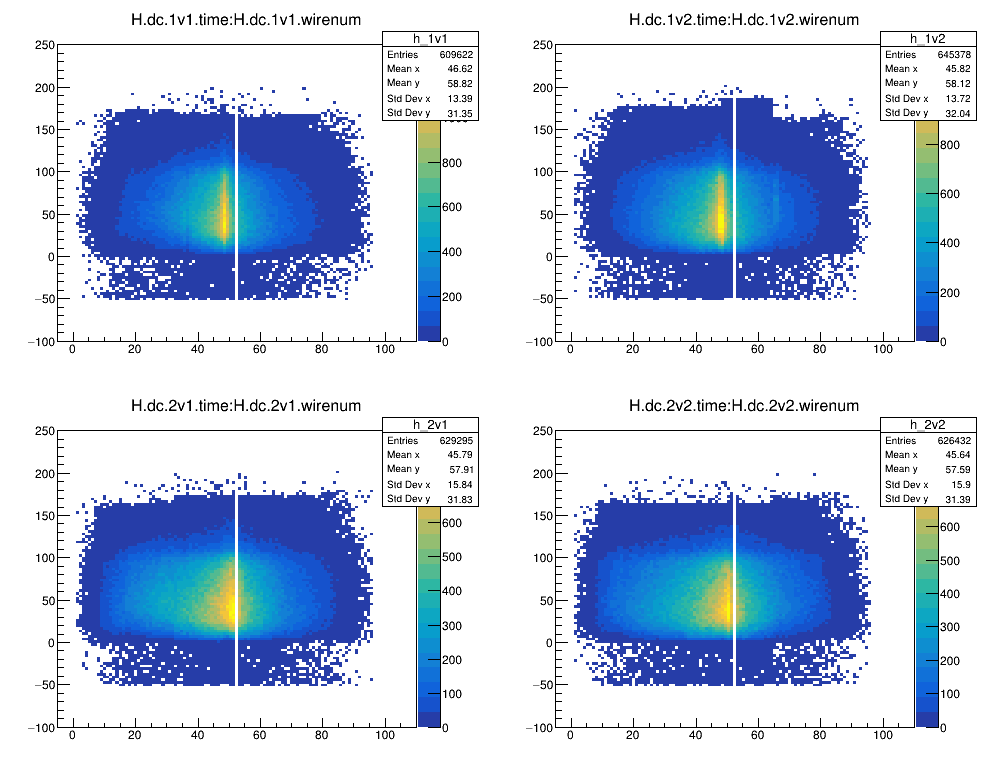 H.dc.1v1.time:H.dc.1v1.wirenum
h_1v1
Entries 609622
Mean x 46.62
Mean y 58.82
Std Dev x 13.39
Std Dev y 31.35
250
200
150
100
50
0
−50
−100
0 20 40 60 80 100
800
600
400
200
0
H.dc.1v2.time:H.dc.1v2.wirenum
h_1v2
Entries 645378
Mean x 45.82
Mean y 58.12
Std Dev x 13.72
Std Dev y 32.04
250
200
150
100
50
0
−50
−100
0 20 40 60 80 100
800
600
400
200
0
H.dc.2v1.time:H.dc.2v1.wirenum
h_2v1
Entries 629295
Mean x 45.79
Mean y 57.91
Std Dev x 15.84
Std Dev y 31.83
250
200
150
100
50
0
−50
−100
0 20 40 60 80 100
600
500
400
300
200
100
0
H.dc.2v2.time:H.dc.2v2.wirenum
h_2v2
Entries 626432
Mean x 45.64
Mean y 57.59
Std Dev x 15.9
Std Dev y 31.39
250
200
150
100
50
0
−50
−100
0 20 40 60 80 100
600
500
400
300
200
100
0